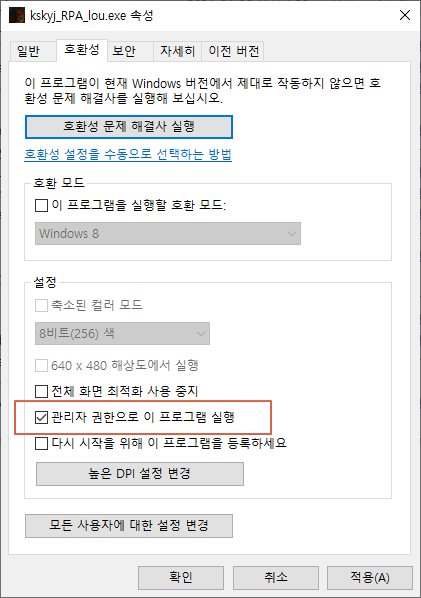 kskyj_RPA_lou.exe 속성
일반 호환성 보안 자세히 이전 버전
이 프로그램이 현재 Windows 버전에서 제대로 작동하지 않으면 호
환성 문제 해결사를 실행해 보십시오.
호환성 문제 해결사 실행
호환성 설정을 수동으로 선택하는 방법
호환 모드
이 프로그램을 실행할 호환 모드:
Windows 8
설정
축소된 컬러 모드
8비트(256) 색
640 x 480 해상도에서 실행
전체 화면 최적화 사용 중지
관리자 권한으로 이 프로그램 실행
다시 시작을 위해 이 프로그램을 등록하세요
높은 DPI 설정 변경
모든 사용자에 대한 설정 변경
확인 취소 적용(A)